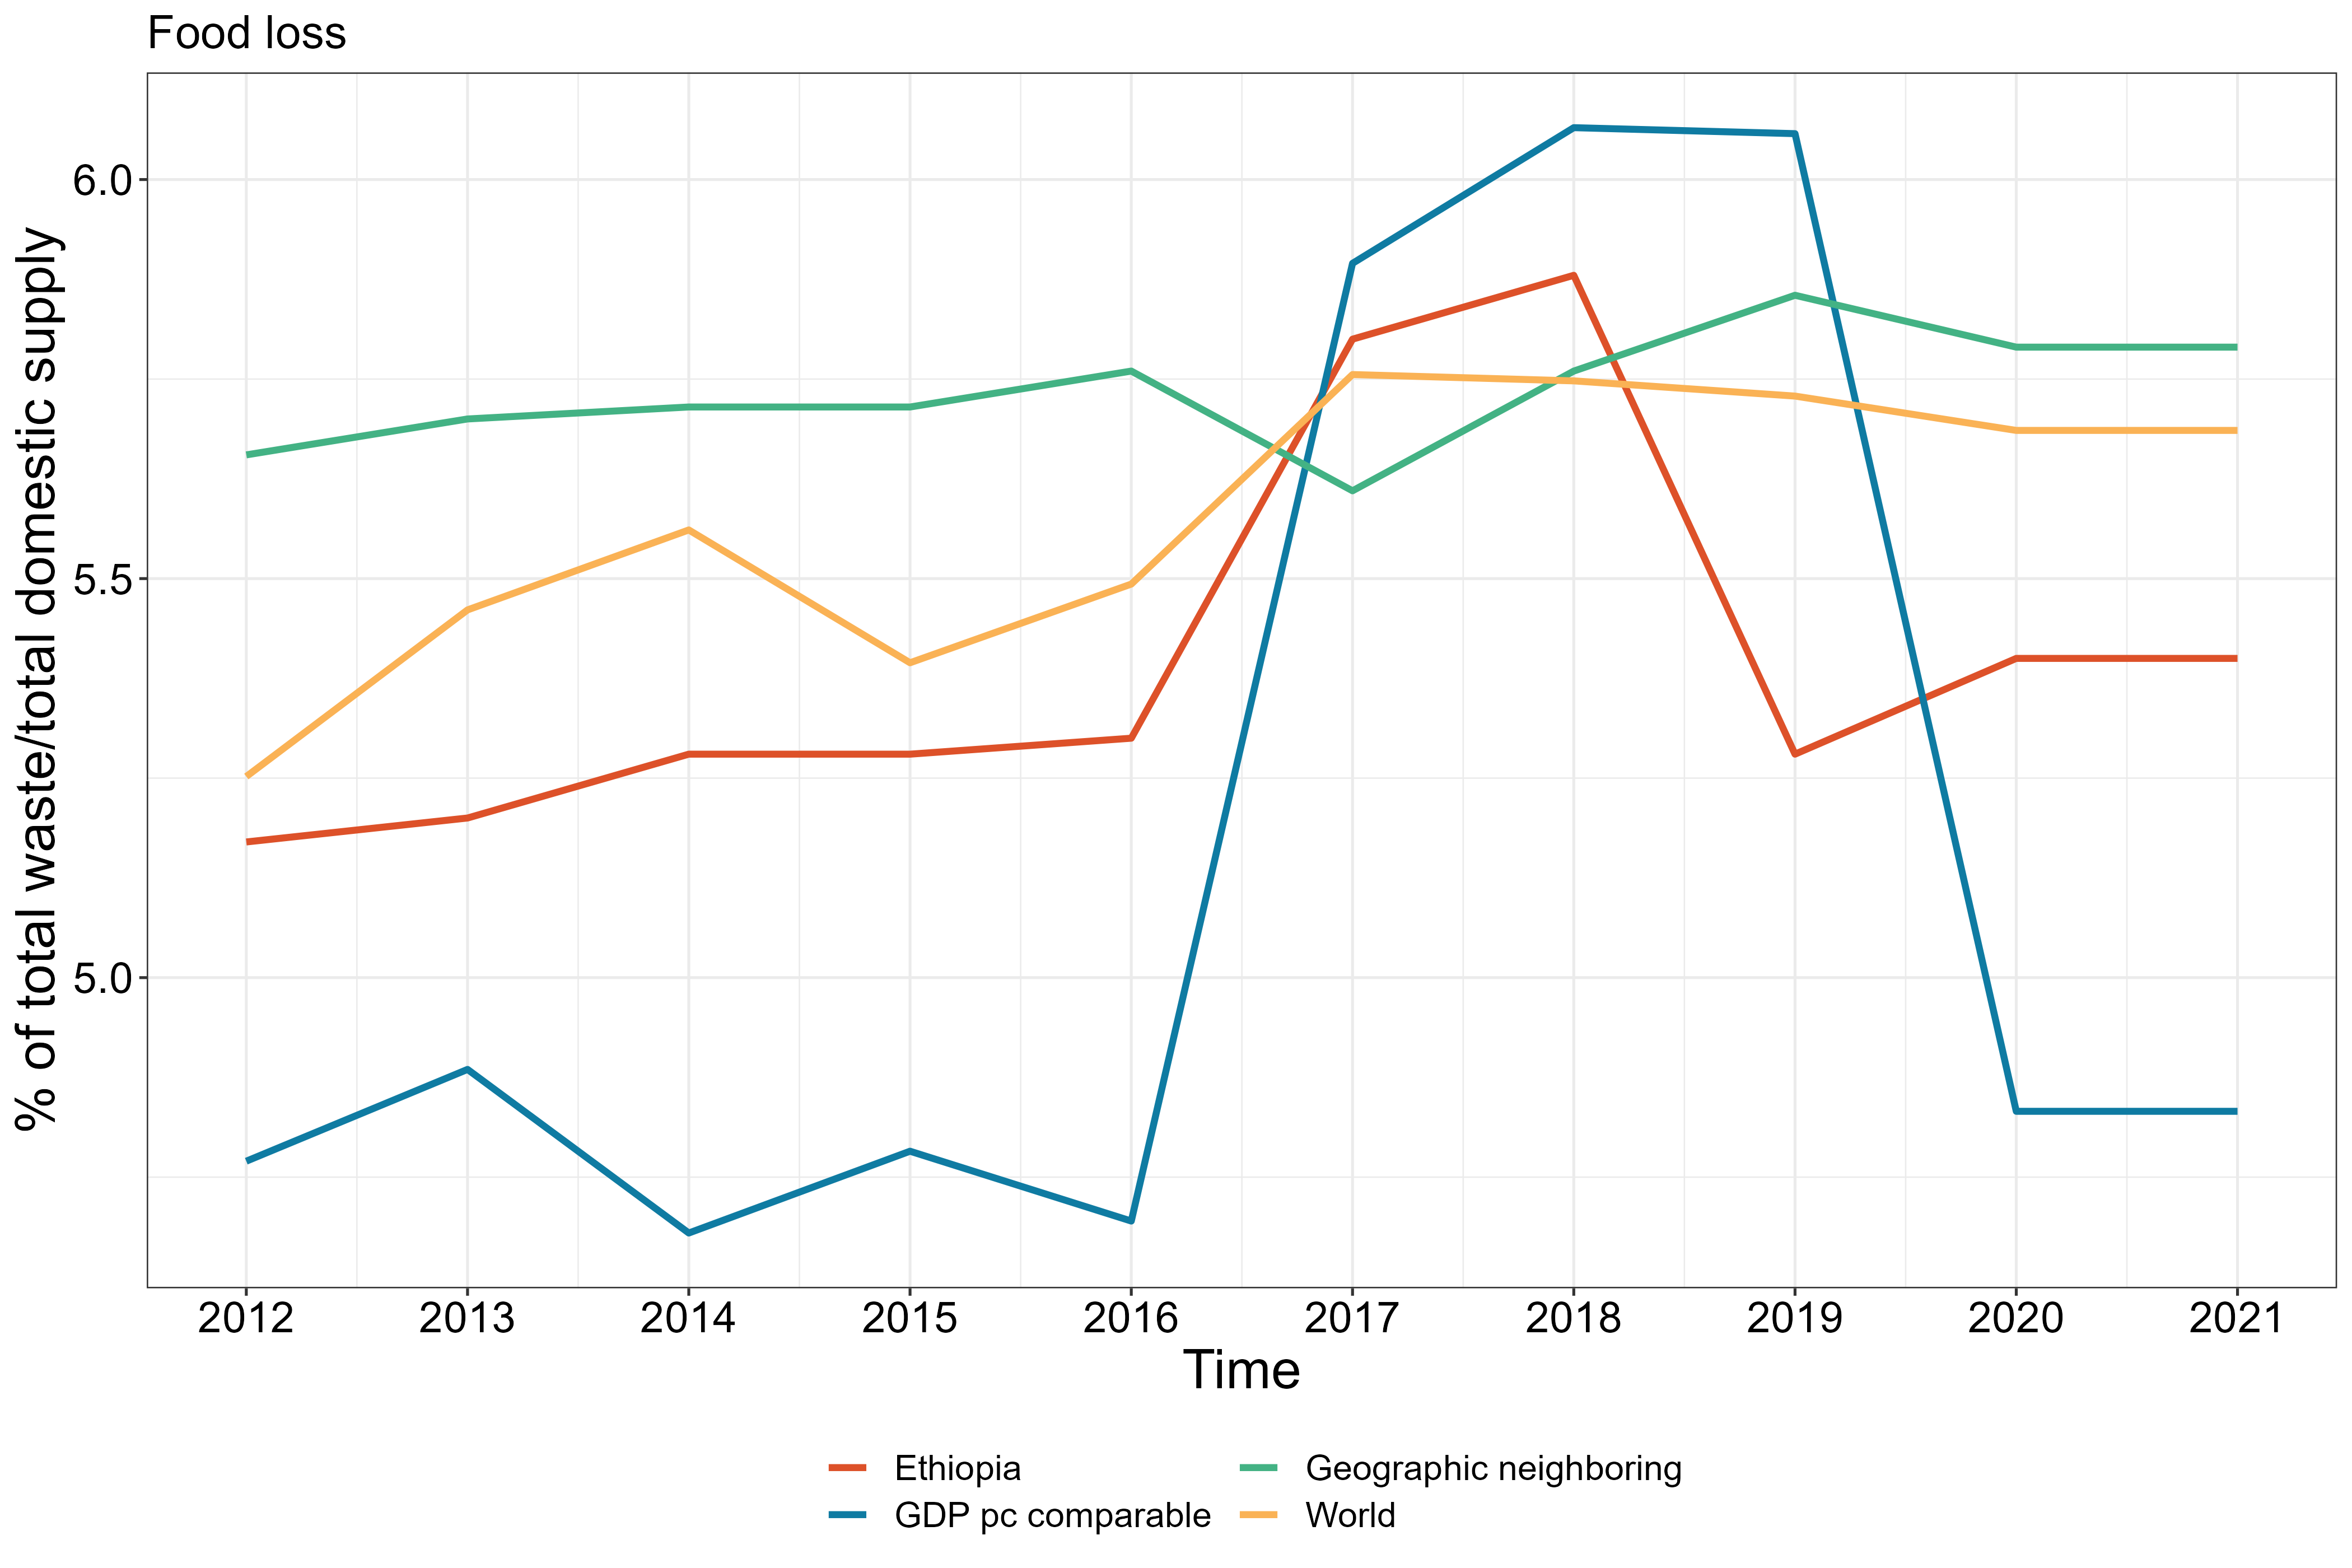 Food loss
% of total waste/total domestic supply
6.0
5.5
5.0
2012 2013 2014 2015 2016 2017 2018 2019 2020 2021
Time
Ethiopia Geographic neighboring
GDP pc comparable World